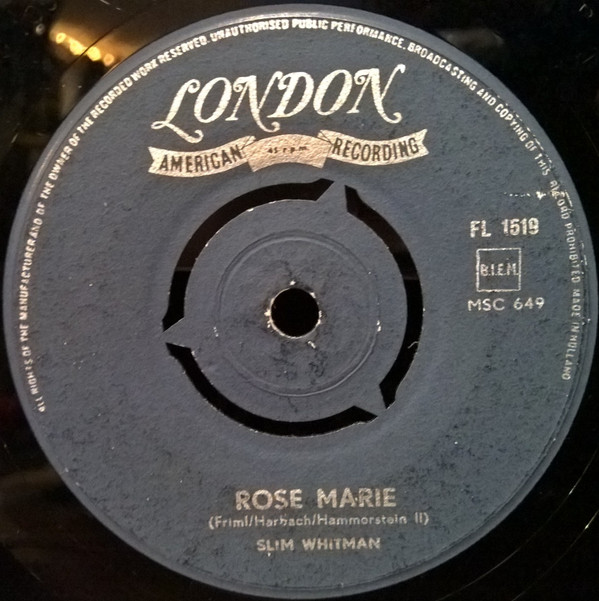 ALL RIGHTS OF THE MANUFACTURER AND OF THE OWNER OF THE RECORDED WORK RESERVED. UNAUTHORISED PUBLIC PERFORMANCE, BROADCASTING AND COPYING OF THIS RECORD PROHIBITED MADE IN HOLLAND
LONDON
AMERICAN 45 r.p.m. RECORDING
FL 1519
B.I.E.M.
MSC 649
ROSE MARIE
(Friml/Harbach/Hammorstein II)
SLIM WHITMAN